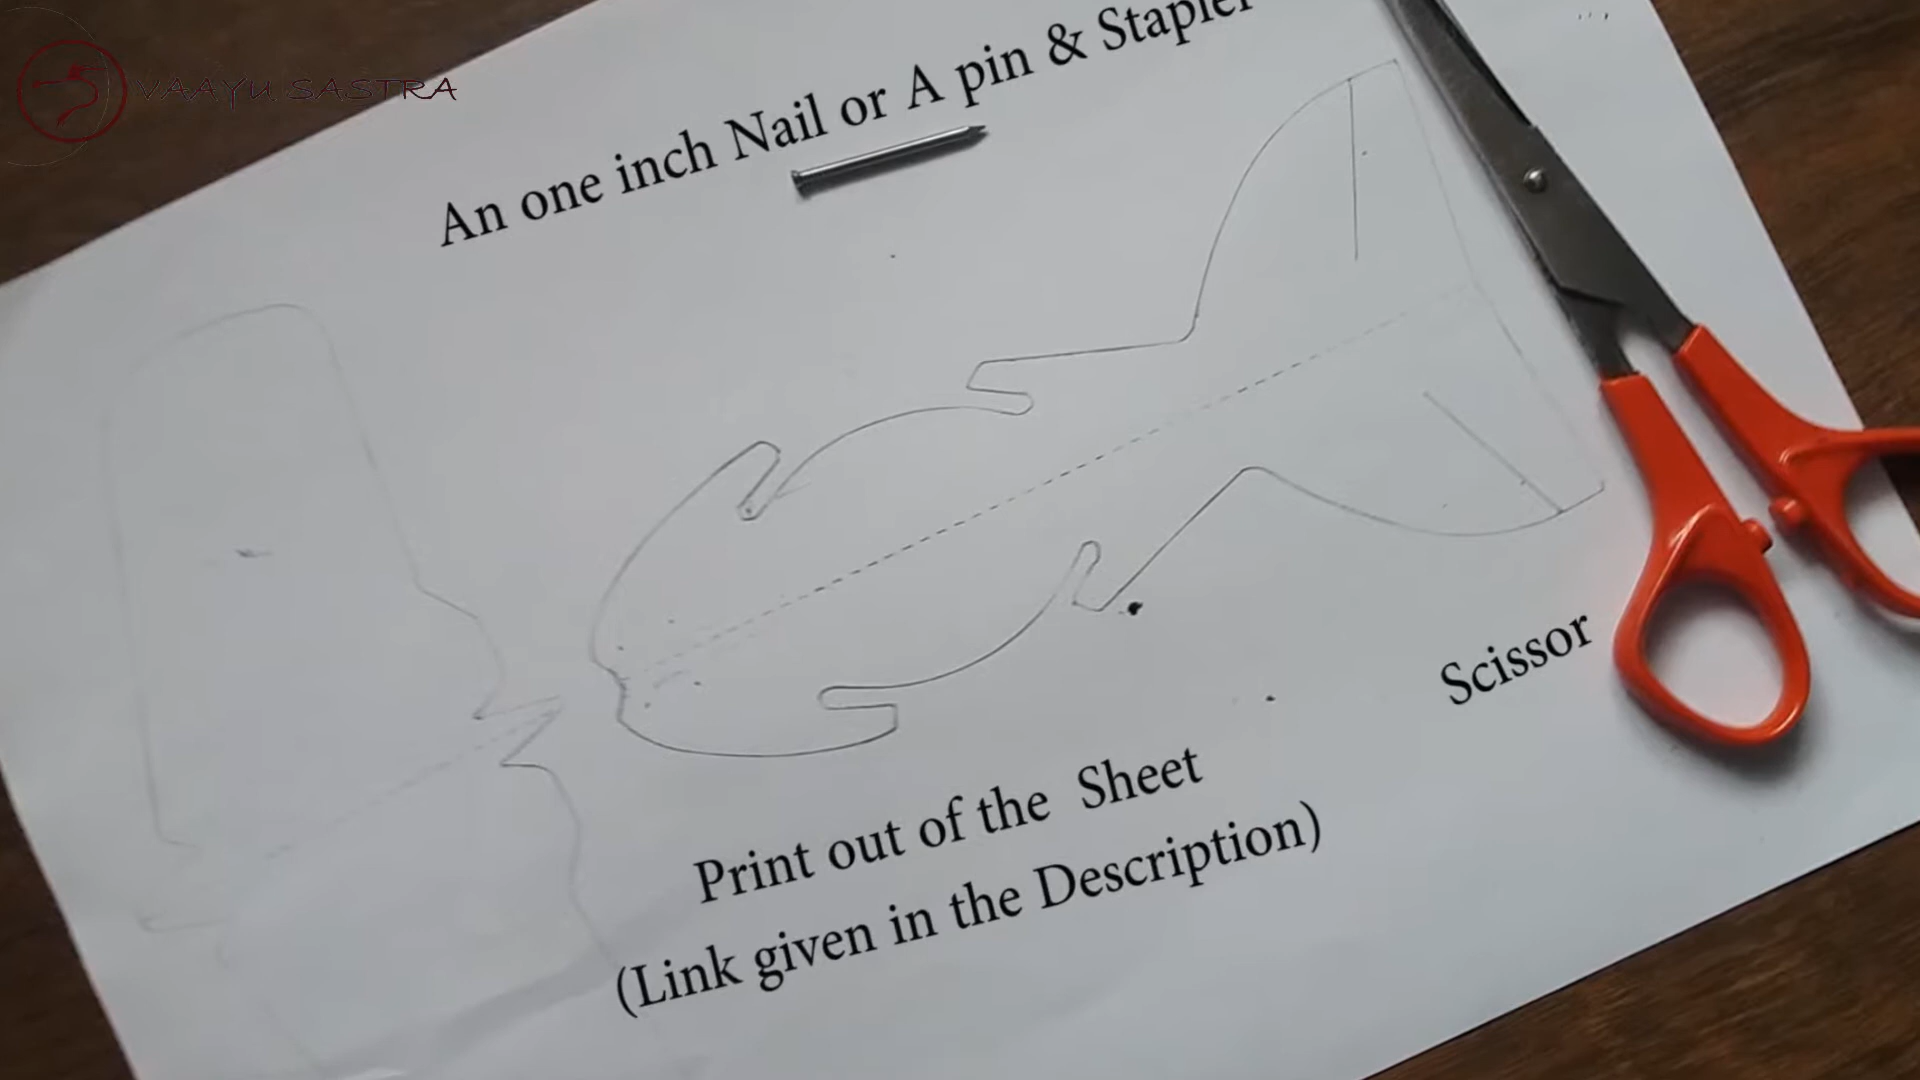 VAAYU SASTRA
An one inch Nail or A pin & Stapler
Scissor
Print out of the Sheet
(Link given in the Description)